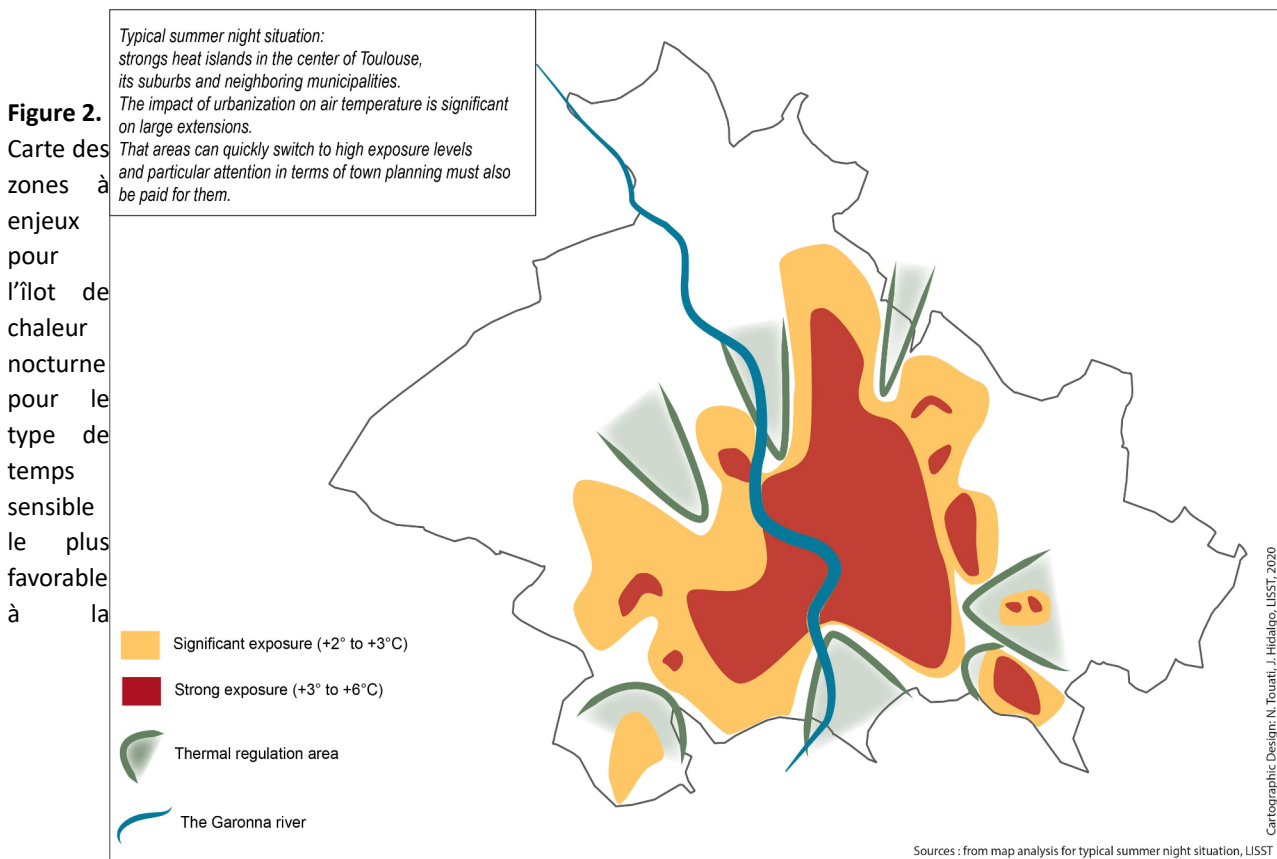 Typical summer night situation:
strongs heat islands in the center of Toulouse,
its suburbs and neighboring municipalities.
The impact of urbanization on air temperature is significant
on large extensions.
That areas can quickly switch to high exposure levels
and particular attention in terms of town planning must also
be paid for them.
Figure 2.
Carte des
zones à
enjeux
pour
l'îlot de
chaleur
nocturne
pour le
type de
temps
sensible
le plus
favorable
à la
Significant exposure (+2° to +3°C)
Strong exposure (+3° to +6°C)
Thermal regulation area
The Garonna river
Cartographic Design: N. Touati, J. Hidalgo, LISST, 2020
Sources : from map analysis for typical summer night situation, LISST